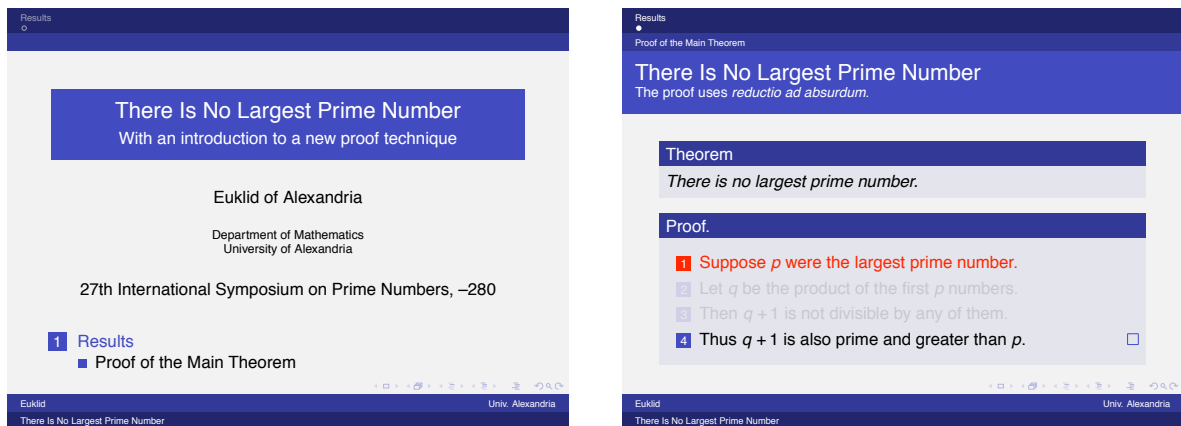 Results
There Is No Largest Prime Number
With an introduction to a new proof technique
Euklid of Alexandria
Department of Mathematics
University of Alexandria
27th International Symposium on Prime Numbers, –280
1 Results
Proof of the Main Theorem
Euklid Univ. Alexandria
There Is No Largest Prime Number
Results
Proof of the Main Theorem
There Is No Largest Prime Number
The proof uses reductio ad absurdum.
Theorem
There is no largest prime number.
Proof.
1 Suppose p were the largest prime number.
2 Let q be the product of the first p numbers.
3 Then q + 1 is not divisible by any of them.
4 Thus q + 1 is also prime and greater than p.
Euklid Univ. Alexandria
There Is No Largest Prime Number